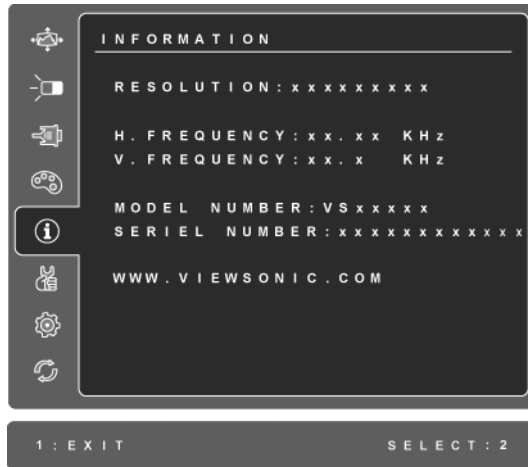 INFORMATION
RESOLUTION:xxxxxxxxx
H.FREQUENCY:xx.xx KHz
V.FREQUENCY:xx.x KHz
MODEL NUMBER:VSxxxxx
SERIEL NUMBER:xxxxxxxxxxxx
WWW.VIEWSONIC.COM
1:EXIT SELECT:2